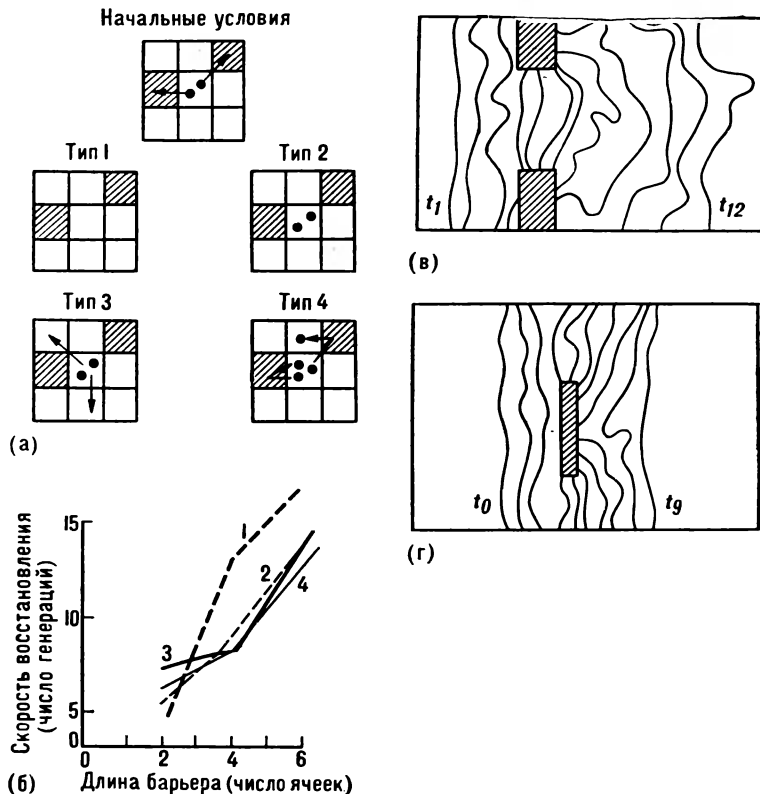 Начальные условия
Тип 1
Тип 2
Тип 3
Тип 4
(а)
Скорость восстановления
(число генераций)
15
10
5
0
1
2
3
4
0
2
4
6
(б)
Длина барьера (число ячеек)
t1
t12
(в)
t0
t9
(г)